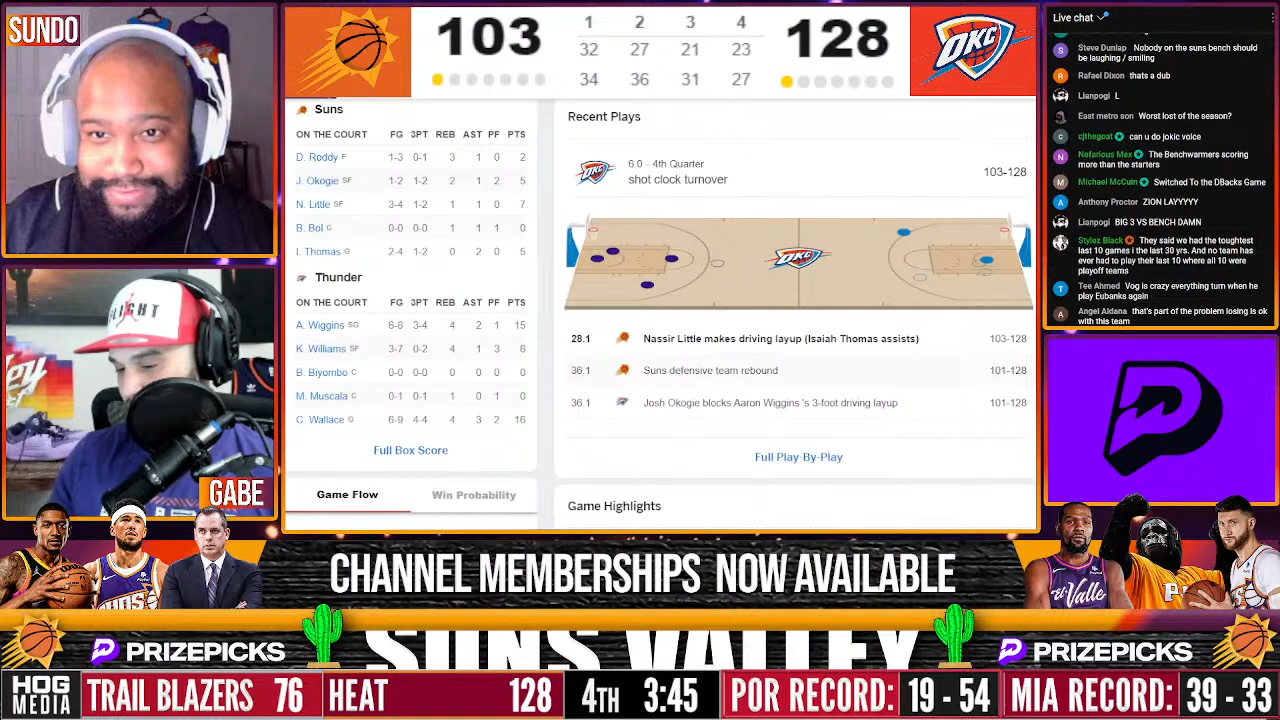 SUNDO
103
1 2 3 4
32 27 21 23
34 36 31 27
128
OKC
Suns
ON THE COURT FG 3PT REB AST PF PTS
D. Roddy F 1-3 0-1 3 1 0 2
J. Okogie SF 1-2 1-2 2 1 2 5
N. Little SF 3-4 1-2 1 1 0 7
B. Bol C 0-0 0-0 1 1 1 0
I. Thomas G 2-4 1-2 0 2 0 5
Thunder
ON THE COURT FG 3PT REB AST PF PTS
A. Wiggins SG 6-8 3-4 4 2 1 15
K. Williams SF 3-7 0-2 4 1 3 6
B. Biyombo C 0-0 0-0 0 0 0 0
M. Muscala C 0-1 0-1 1 0 1 0
C. Wallace G 6-9 4-4 4 3 2 16
Full Box Score
Game Flow
Win Probability
Recent Plays
6.0 - 4th Quarter
shot clock turnover
103-128
OKC
28.1 Nassir Little makes driving layup (Isaiah Thomas assists) 103-128
36.1 Suns defensive team rebound 101-128
36.1 Josh Okogie blocks Aaron Wiggins 's 3-foot driving layup 101-128
Full Play-By-Play
Game Highlights
Live chat
Steve Dunlap Nobody on the suns bench should
be laughing / smiling
Rafael Dixon thats a dub
Lianpogi L
East metro son Worst lost of the season?
cjthegoat can u do jokic voice
Nefarious Mex The Benchwarmers scoring
more than the starters
Michael McCuin Switched To the DBacks Game
Anthony Proctor ZION LAYYYYY
Lianpogi BIG 3 VS BENCH DAMN
Stylez Black They said we had the toughtest
last 10 games i the last 30 yrs. And no team has
ever had to play their last 10 where all 10 were
playoff teams
Tee Ahmed Vog is crazy everything turn when he
play Eubanks again
Angel Aldana that's part of the problem losing is ok
with this team
FLIGHT
GABE
CHANNEL MEMBERSHIPS NOW AVAILABLE
PRIZEPICKS
SUNS VALLEY
PRIZEPICKS
HOG
MEDIA
TRAIL BLAZERS 76 HEAT 128 4TH 3:45 POR RECORD: 19 - 54 MIA RECORD: 39 - 33